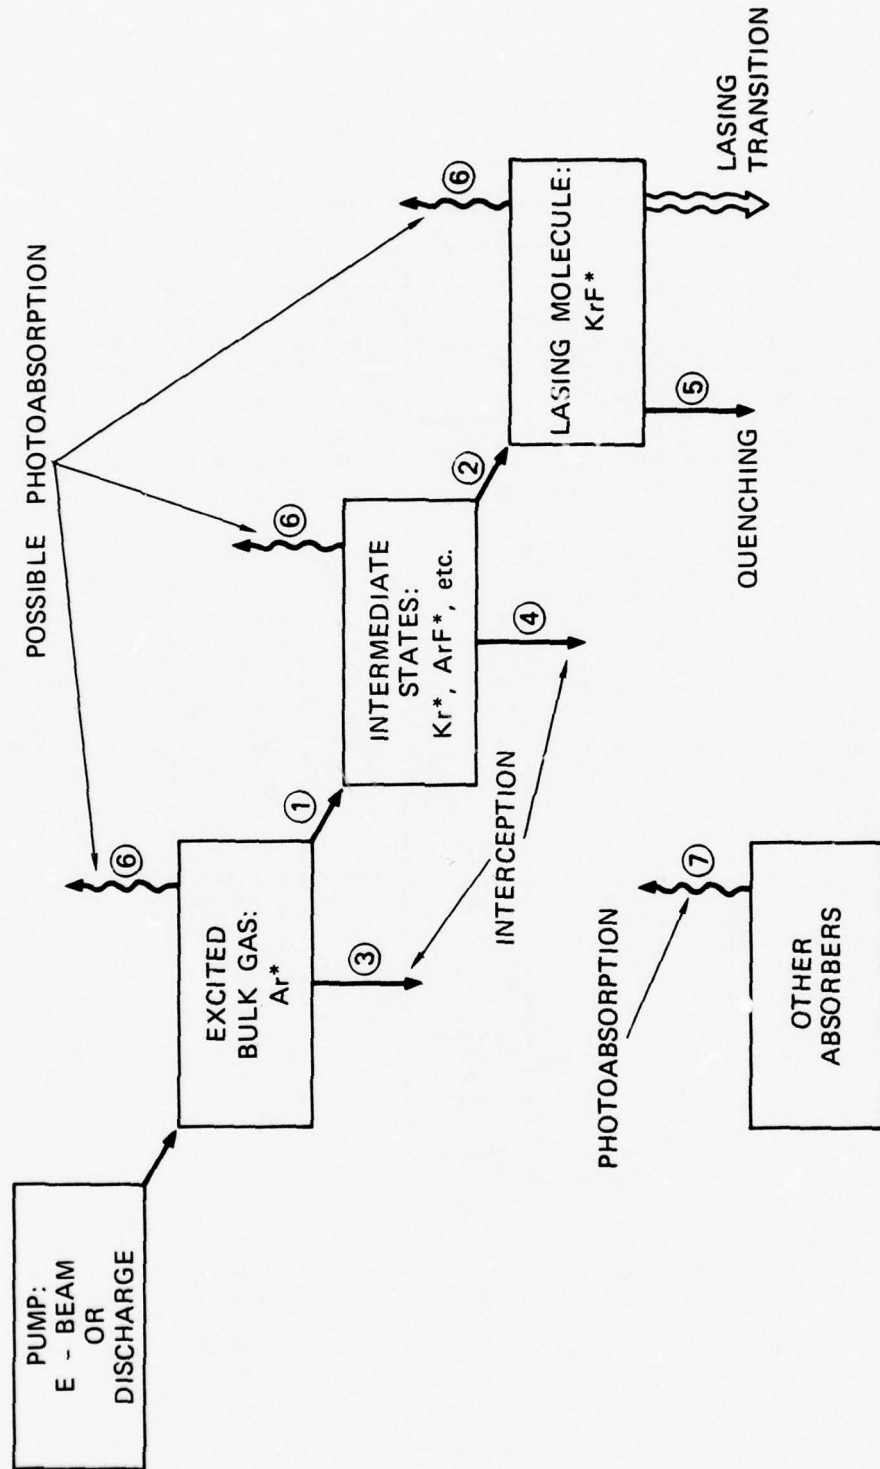 POSSIBLE PHOTOABSORPTION
PUMP:
E - BEAM
OR
DISCHARGE
⑥
EXCITED
BULK GAS:
Ar*
①
③
⑥
INTERMEDIATE
STATES:
Kr*, ArF*, etc.
②
④
INTERCEPTION
⑥
LASING MOLECULE:
KrF*
⑤
QUENCHING
LASING
TRANSITION
PHOTOABSORPTION
⑦
OTHER
ABSORBERS